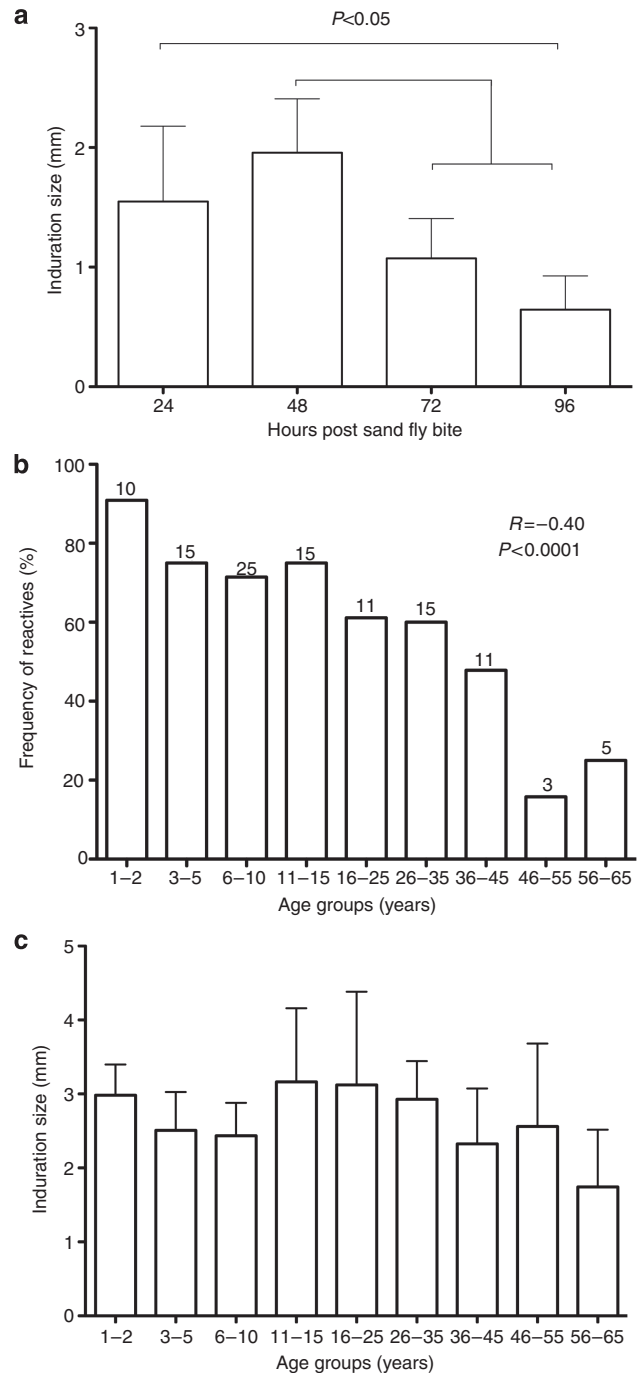 a
P<0.05
3
2
1
0
Induration size (mm)
24 48 72 96
Hours post sand fly bite
b
100
80
60
40
20
0
Frequency of reactives (%)
10 15 25 15 11 15 11 3 5
R=−0.40
P<0.0001
1–2 3–5 6–10 11–15 16–25 26–35 36–45 46–55 56–65
Age groups (years)
c
5
4
3
2
1
0
Induration size (mm)
1–2 3–5 6–10 11–15 16–25 26–35 36–45 46–55 56–65
Age groups (years)